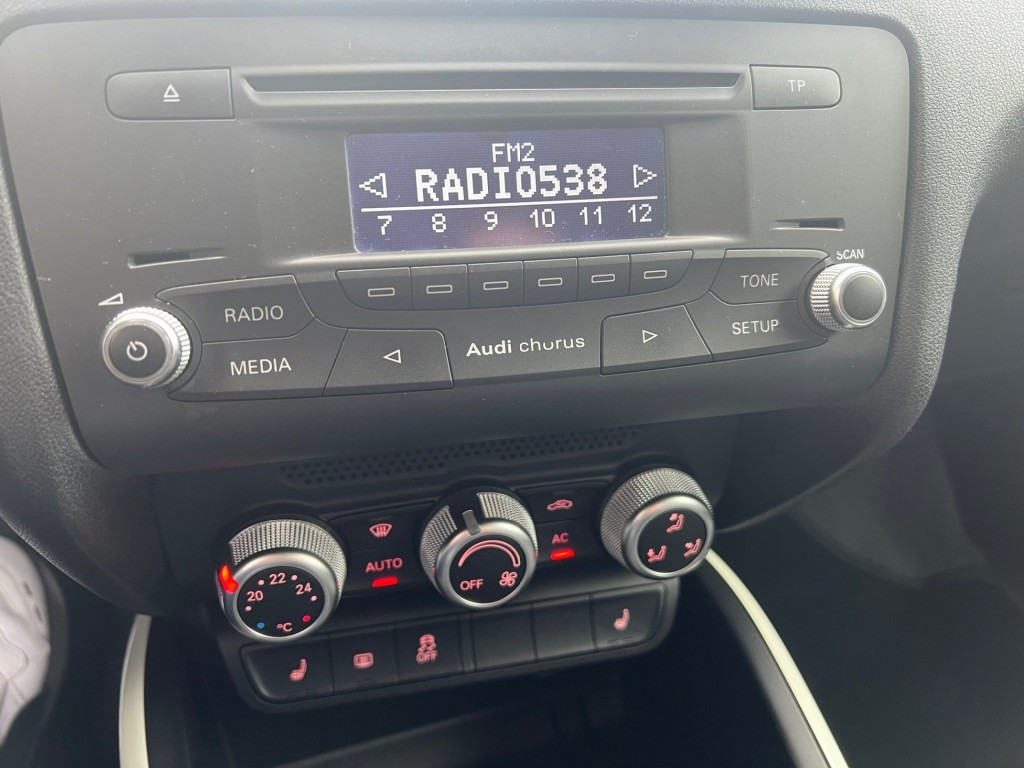 TP
FM2
RADIO538
7 8 9 10 11 12
SCAN
RADIO
TONE
MEDIA
Audi chorus
SETUP
AUTO
AC
20 22 24
°C
OFF
OFF